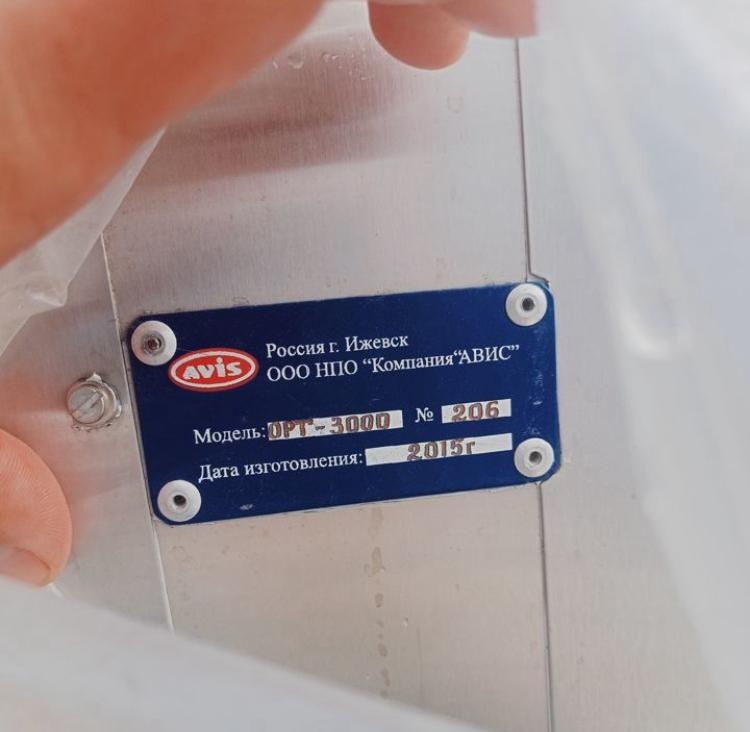 AViS
Россия г. Ижевск
ООО НПО “Компания“АВИС”
Модель: ОРТ-3000 № 206
Дата изготовления: 2015г